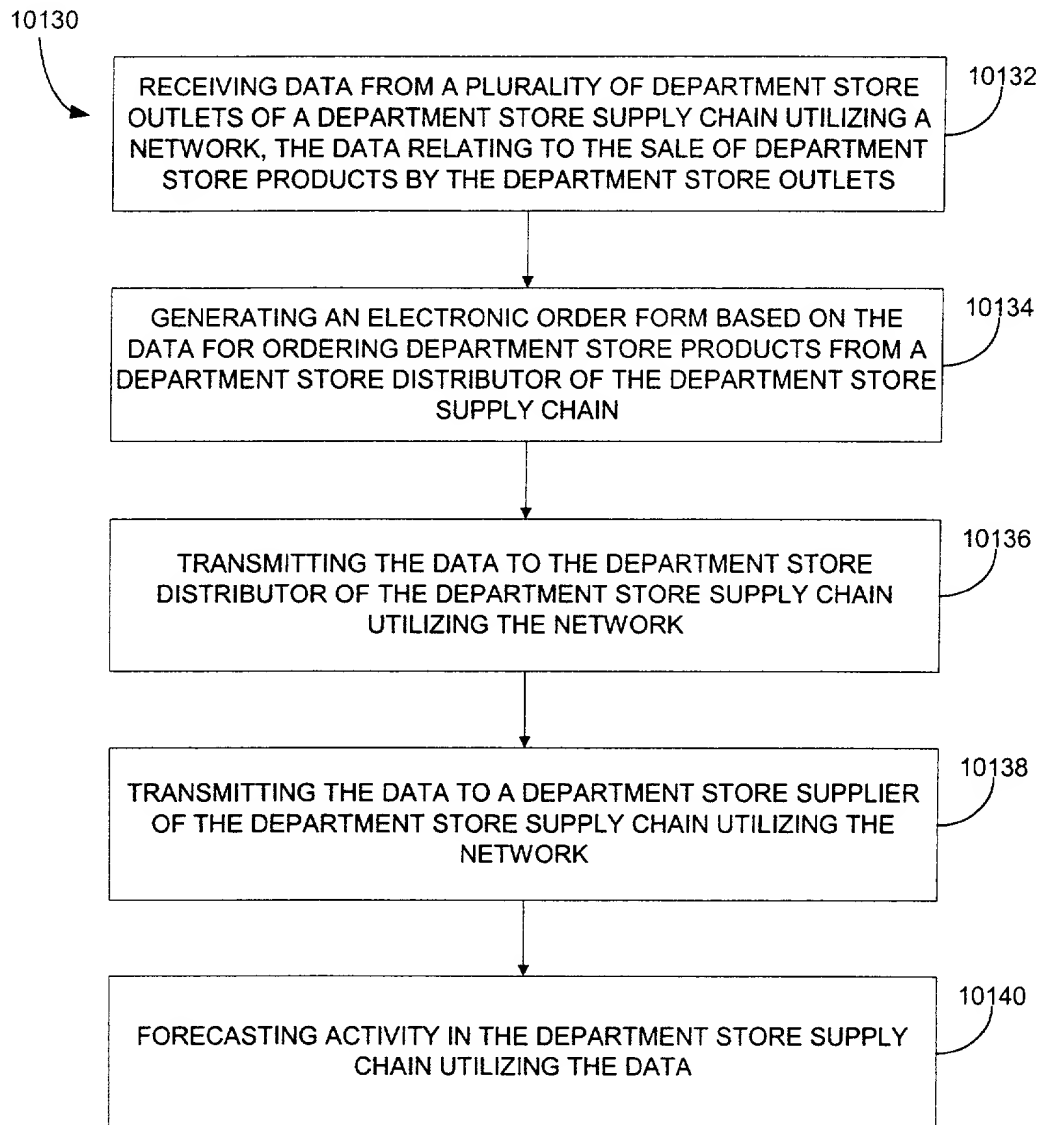 10130
10132
RECEIVING DATA FROM A PLURALITY OF DEPARTMENT STORE
OUTLETS OF A DEPARTMENT STORE SUPPLY CHAIN UTILIZING A
NETWORK, THE DATA RELATING TO THE SALE OF DEPARTMENT
STORE PRODUCTS BY THE DEPARTMENT STORE OUTLETS
10134
GENERATING AN ELECTRONIC ORDER FORM BASED ON THE
DATA FOR ORDERING DEPARTMENT STORE PRODUCTS FROM A
DEPARTMENT STORE DISTRIBUTOR OF THE DEPARTMENT STORE
SUPPLY CHAIN
10136
TRANSMITTING THE DATA TO THE DEPARTMENT STORE
DISTRIBUTOR OF THE DEPARTMENT STORE SUPPLY CHAIN
UTILIZING THE NETWORK
10138
TRANSMITTING THE DATA TO A DEPARTMENT STORE SUPPLIER
OF THE DEPARTMENT STORE SUPPLY CHAIN UTILIZING THE
NETWORK
10140
FORECASTING ACTIVITY IN THE DEPARTMENT STORE SUPPLY
CHAIN UTILIZING THE DATA